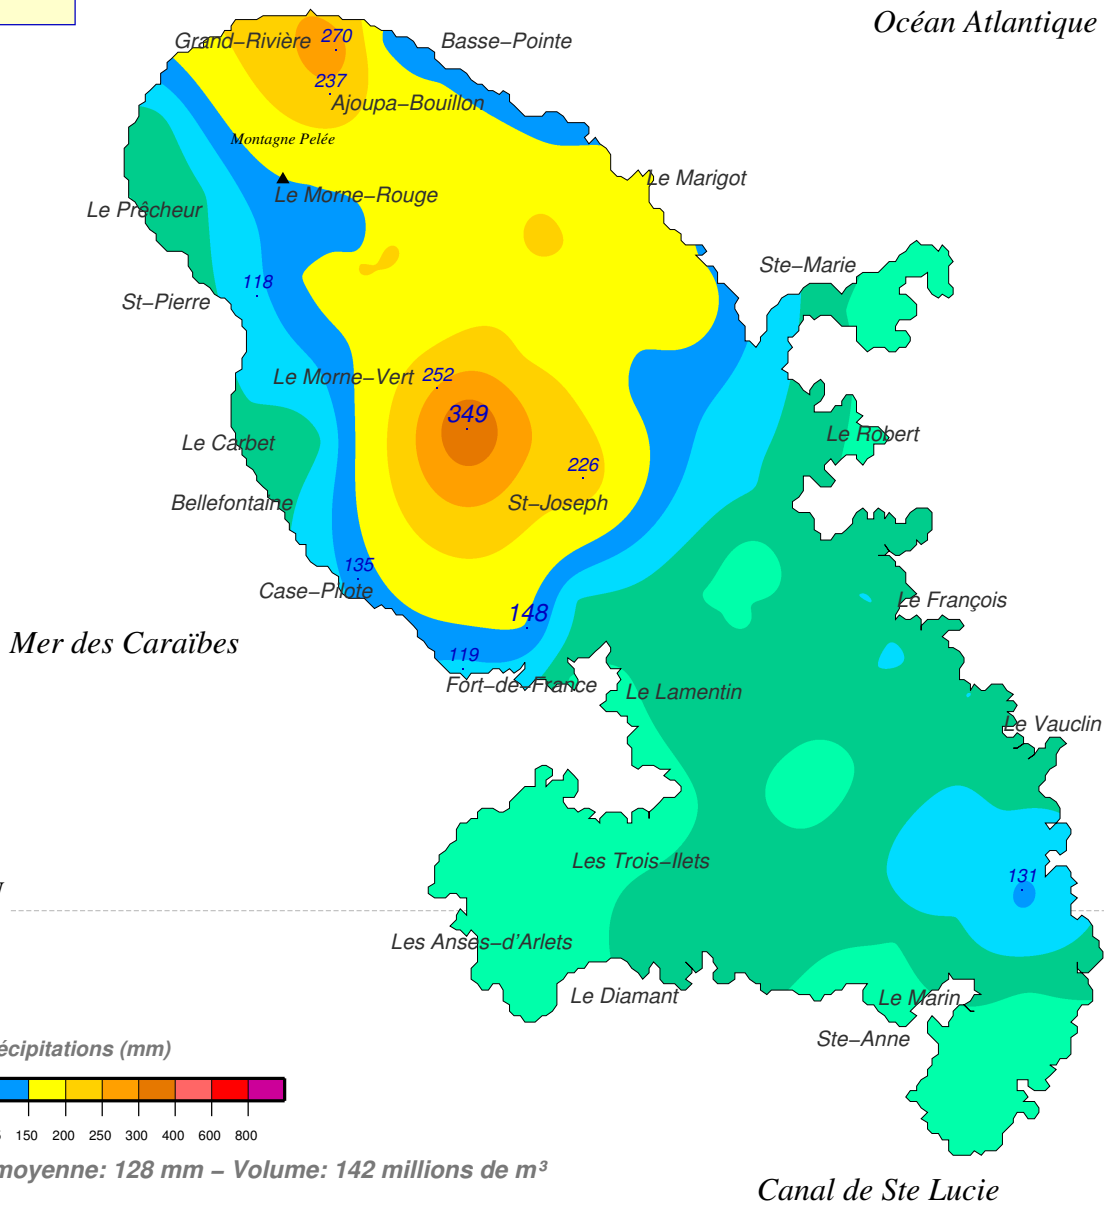 Océan Atlantique
Grand−Rivière
270
Basse−Pointe
237
Ajoupa−Bouillon
Montagne Pelée
Le Marigot
Le Morne−Rouge
Le Prêcheur
Ste−Marie
118
St−Pierre
Le Morne−Vert
252
349
Le Robert
Le Carbet
226
Bellefontaine
St−Joseph
135
Case−Pilote
Le François
148
Mer des Caraïbes
119
Fort−de−France
Le Lamentin
Le Vauclin
Les Trois−Ilets
131
Les Anses−d'Arlets
Le Diamant
Le Marin
Ste−Anne
écipitations (mm)
150 200 250 300 400 600 800
moyenne: 128 mm − Volume: 142 millions de m³
Canal de Ste Lucie